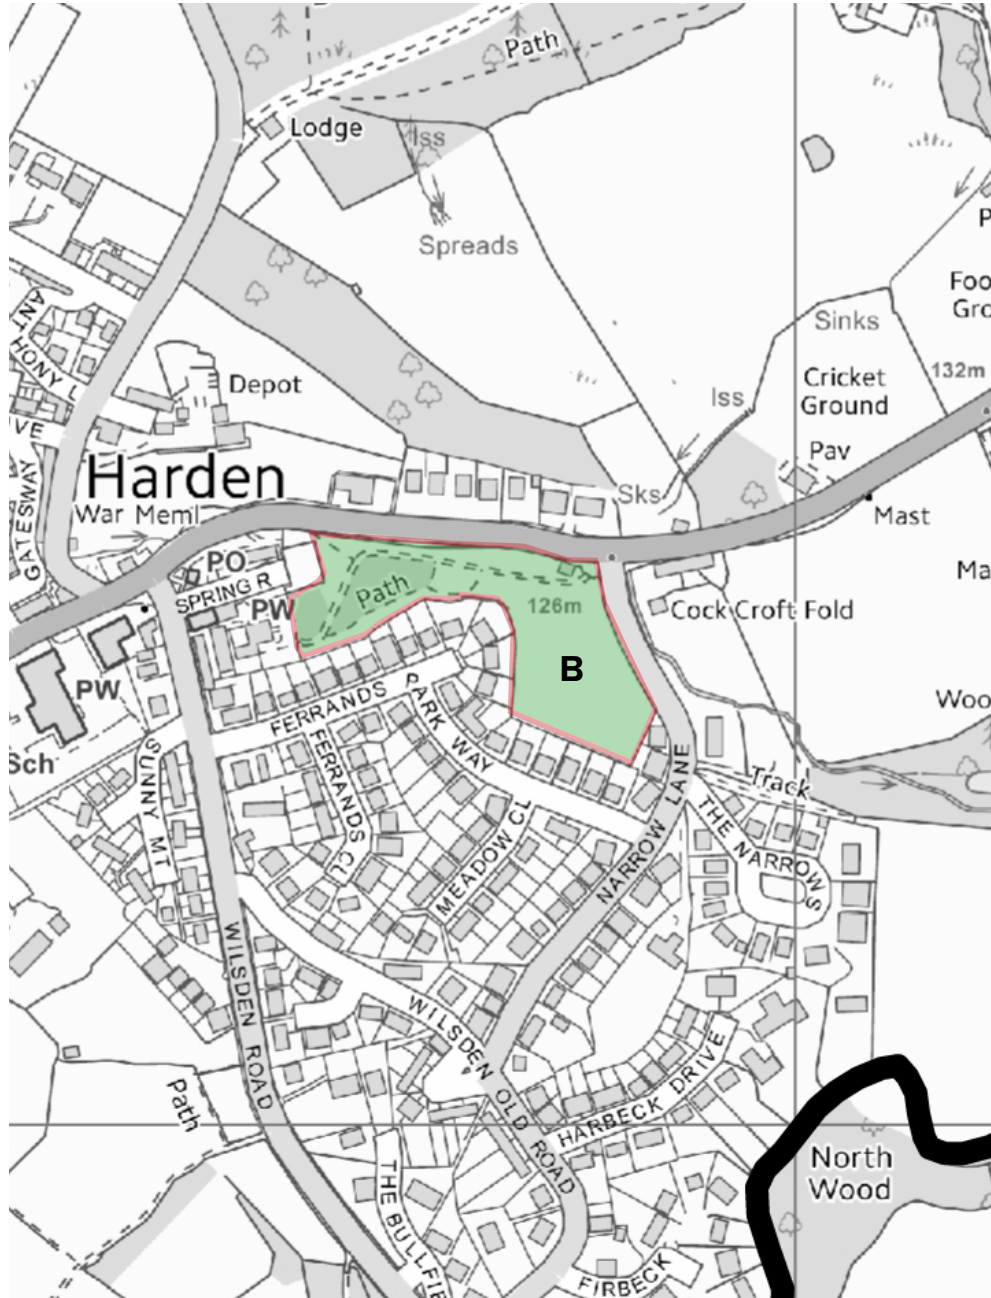 Path
Lodge
Iss
Spreads
Sinks
Foo
Gro
132m
Cricket
Ground
Iss
Pav
Depot
ANTHONY L
VE
GATESWAY
Harden
War Meml
Sks
Mast
PO
SPRING R
PW
Path
126m
B
Cock Croft Fold
Ma
PW
Sch
Woo
FERRANDS
PARK WAY
FERRANDS CL
SUNNY MT
MEADOW CL
NARROW LANE
Track
THE NARROWS
WILSDEN ROAD
WILSDEN OLD ROAD
HARBECK DRIVE
Path
THE BULLFIE
North
Wood
FIRBECK
P